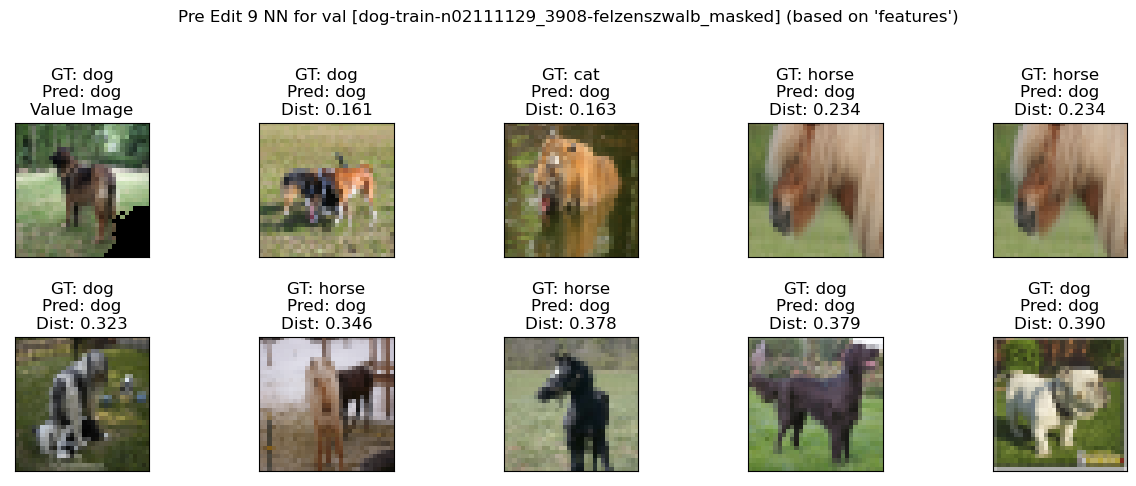 Pre Edit 9 NN for val [dog-train-n02111129_3908-felzenszwalb_masked] (based on 'features')
GT: dog
Pred: dog
Value Image
GT: dog
Pred: dog
Dist: 0.161
GT: cat
Pred: dog
Dist: 0.163
GT: horse
Pred: dog
Dist: 0.234
GT: horse
Pred: dog
Dist: 0.234
GT: dog
Pred: dog
Dist: 0.323
GT: horse
Pred: dog
Dist: 0.346
GT: horse
Pred: dog
Dist: 0.378
GT: dog
Pred: dog
Dist: 0.379
GT: dog
Pred: dog
Dist: 0.390